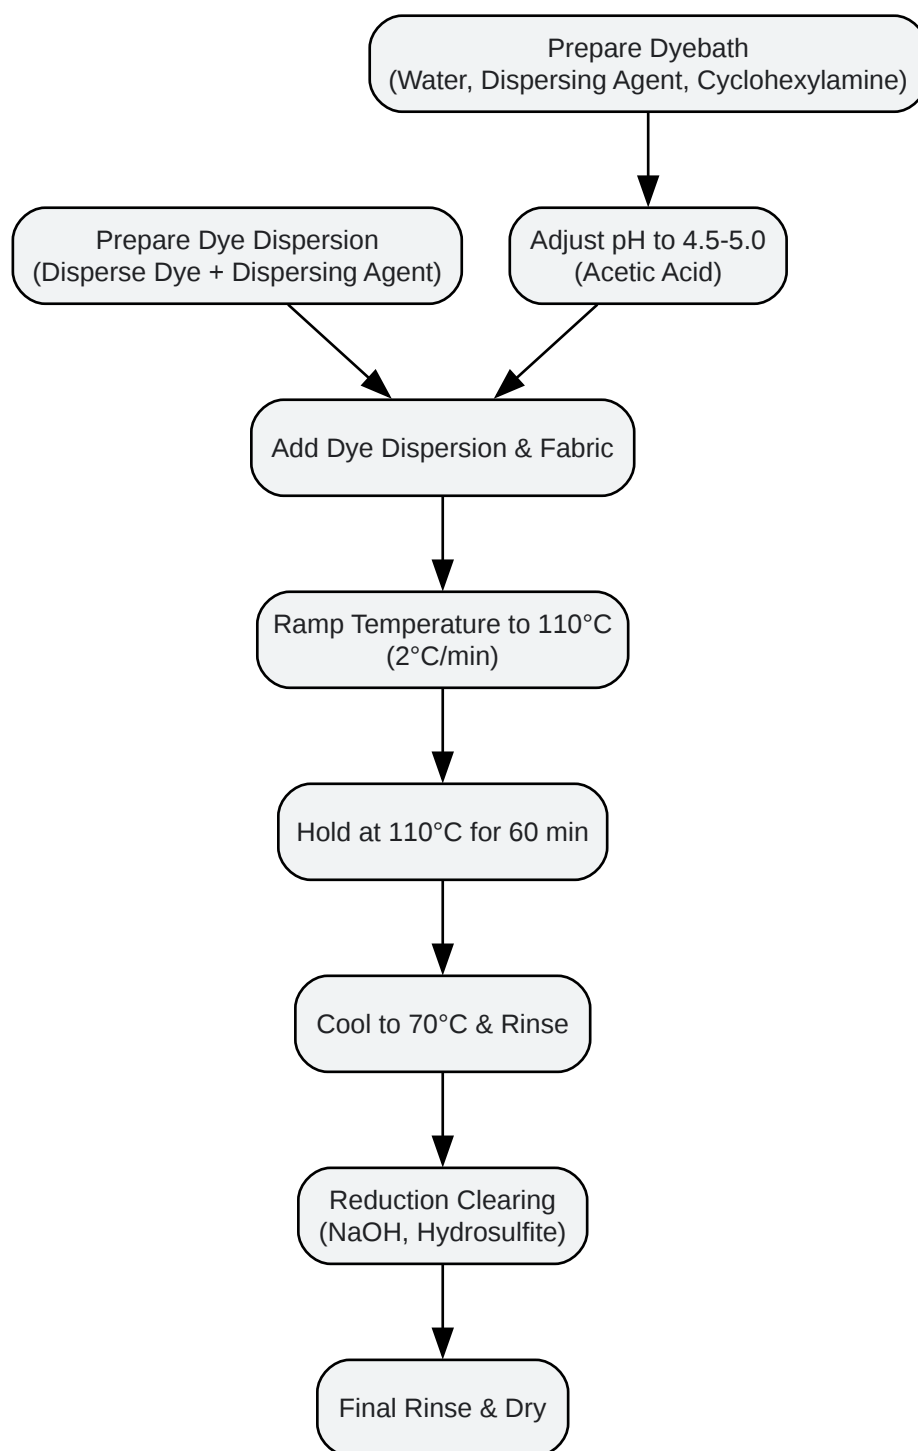 Prepare Dyebath
(Water, Dispersing Agent, Cyclohexylamine)
Prepare Dye Dispersion
(Disperse Dye + Dispersing Agent)
Adjust pH to 4.5-5.0
(Acetic Acid)
Add Dye Dispersion & Fabric
Ramp Temperature to 110°C
(2°C/min)
Hold at 110°C for 60 min
Cool to 70°C & Rinse
Reduction Clearing
(NaOH, Hydrosulfite)
Final Rinse & Dry